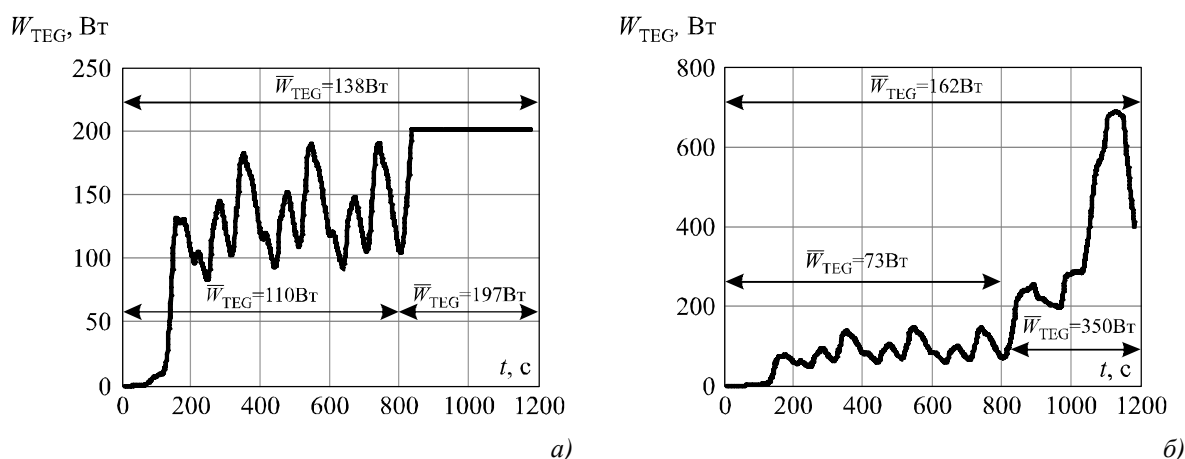 W_TEG, Вт
250
200
150
100
50
0
0 200 400 600 800 1000 1200
W̅_TEG=138Вт
W̅_TEG=110Вт
W̅_TEG=197Вт
t, с
а)
W_TEG, Вт
800
600
400
200
0
0 200 400 600 800 1000 1200
W̅_TEG=162Вт
W̅_TEG=73Вт
W̅_TEG=350Вт
t, с
б)